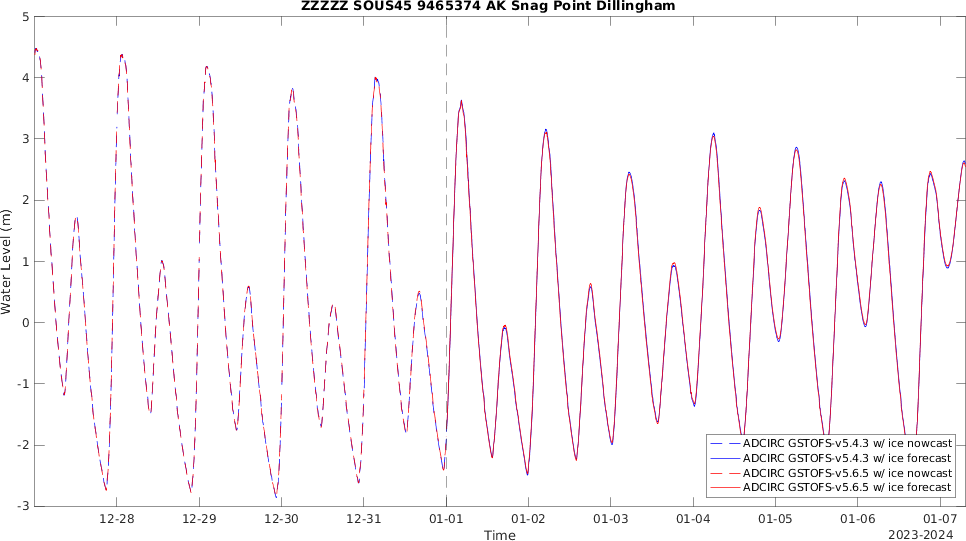 ZZZZZ SOUS45 9465374 AK Snag Point Dillingham
5
4
3
2
1
0
-1
-2
-3
Water Level (m)
ADCIRC GSTOFS-v5.4.3 w/ ice nowcast
ADCIRC GSTOFS-v5.4.3 w/ ice forecast
ADCIRC GSTOFS-v5.6.5 w/ ice nowcast
ADCIRC GSTOFS-v5.6.5 w/ ice forecast
12-28 12-29 12-30 12-31 01-01 01-02 01-03 01-04 01-05 01-06 01-07
Time
2023-2024